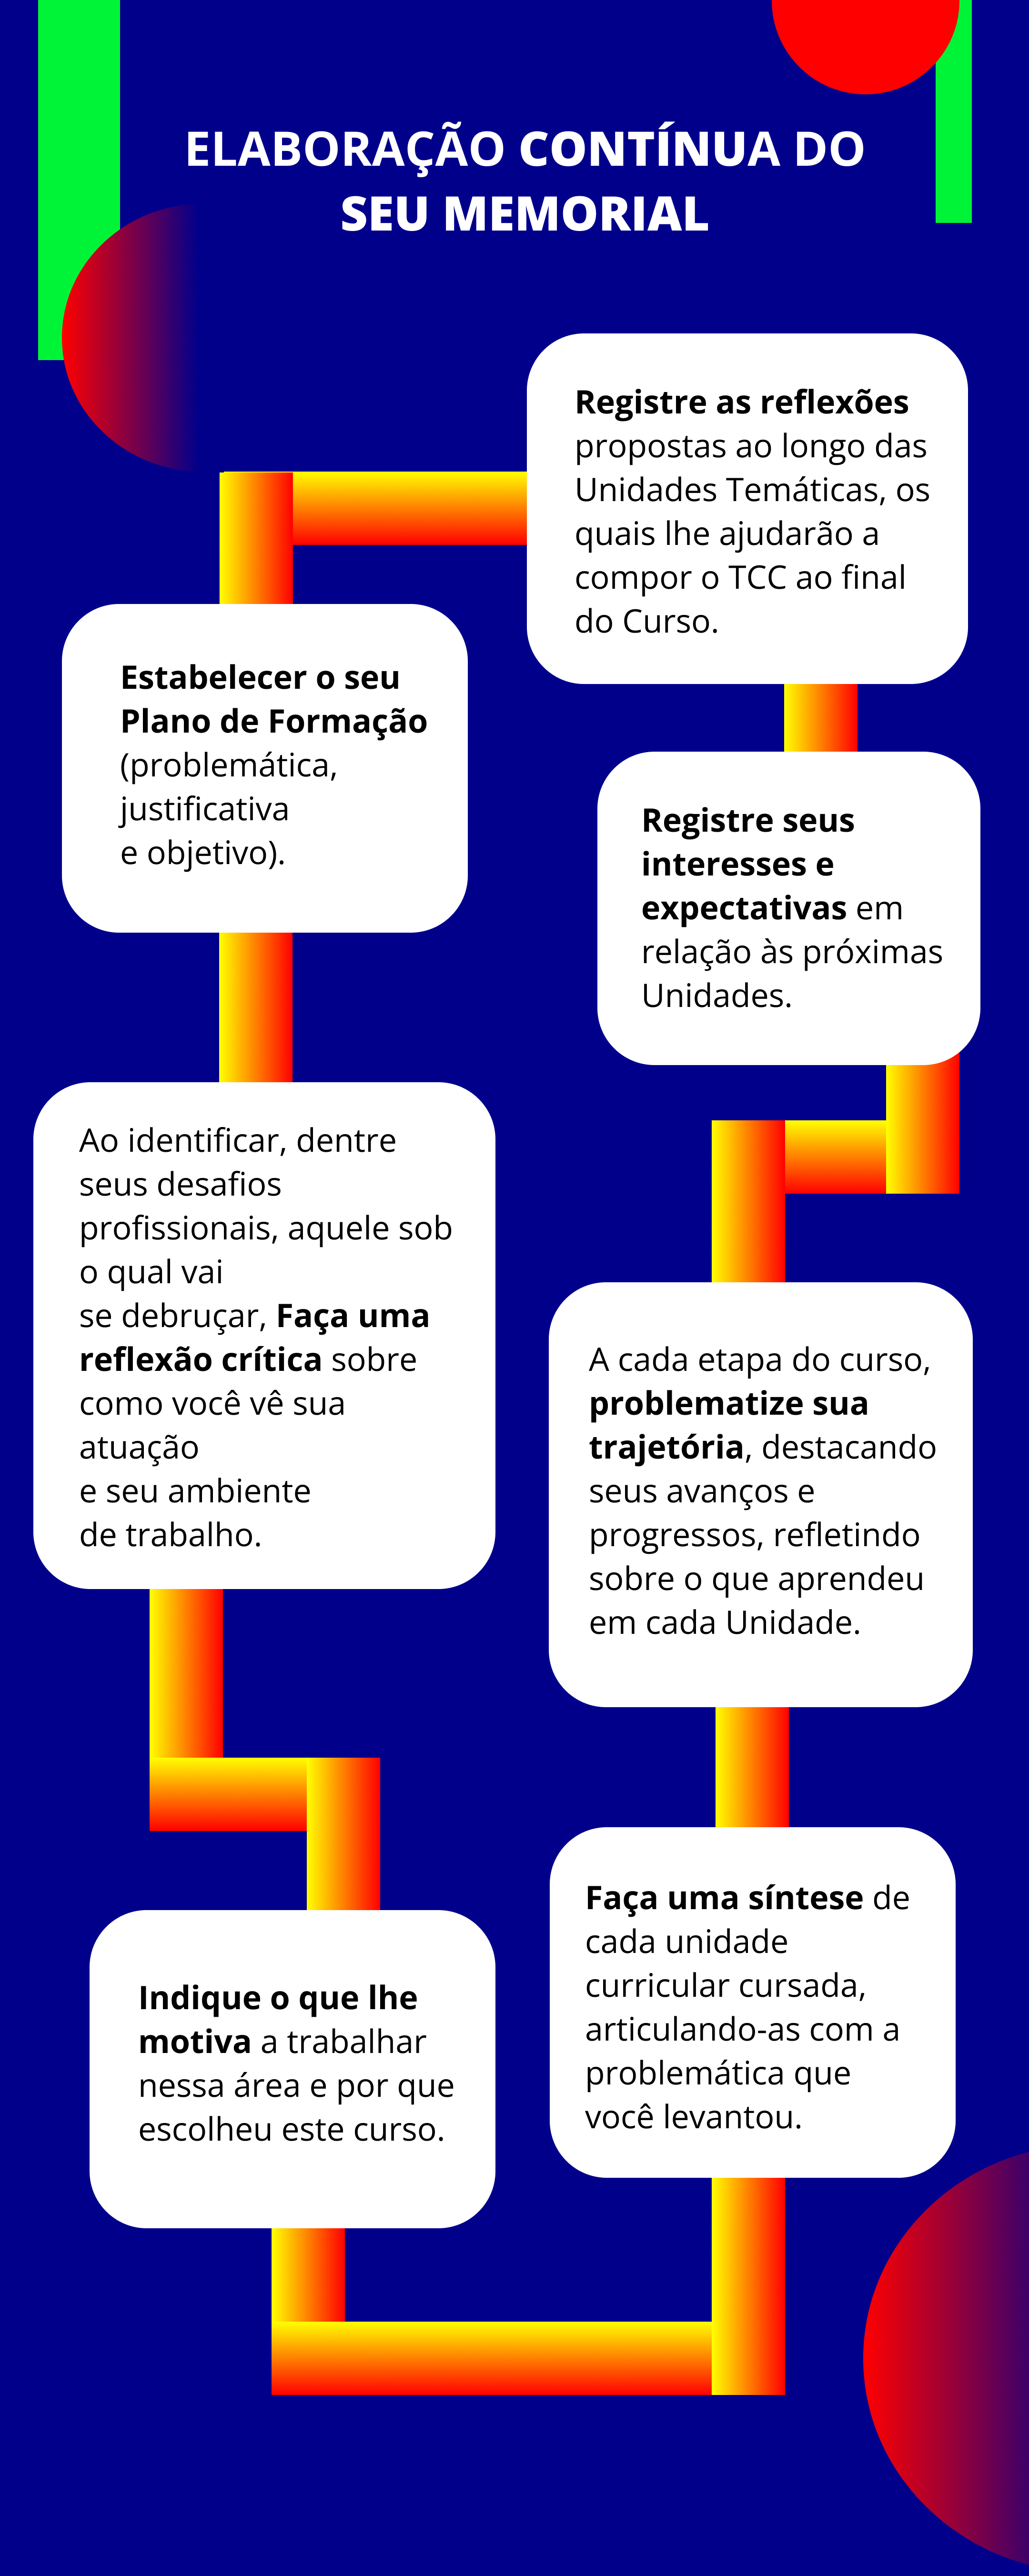 ELABORAÇÃO CONTÍNUA DO
SEU MEMORIAL
Registre as reflexões
propostas ao longo das
Unidades Temáticas, os
quais lhe ajudarão a
compor o TCC ao final
do Curso.
Estabelecer o seu
Plano de Formação
(problemática,
justificativa
e objetivo).
Registre seus
interesses e
expectativas em
relação às próximas
Unidades.
Ao identificar, dentre
seus desafios
profissionais, aquele sob
o qual vai
se debruçar, Faça uma
reflexão crítica sobre
como você vê sua
atuação
e seu ambiente
de trabalho.
A cada etapa do curso,
problematize sua
trajetória, destacando
seus avanços e
progressos, refletindo
sobre o que aprendeu
em cada Unidade.
Indique o que lhe
motiva a trabalhar
nessa área e por que
escolheu este curso.
Faça uma síntese de
cada unidade
curricular cursada,
articulando-as com a
problemática que
você levantou.